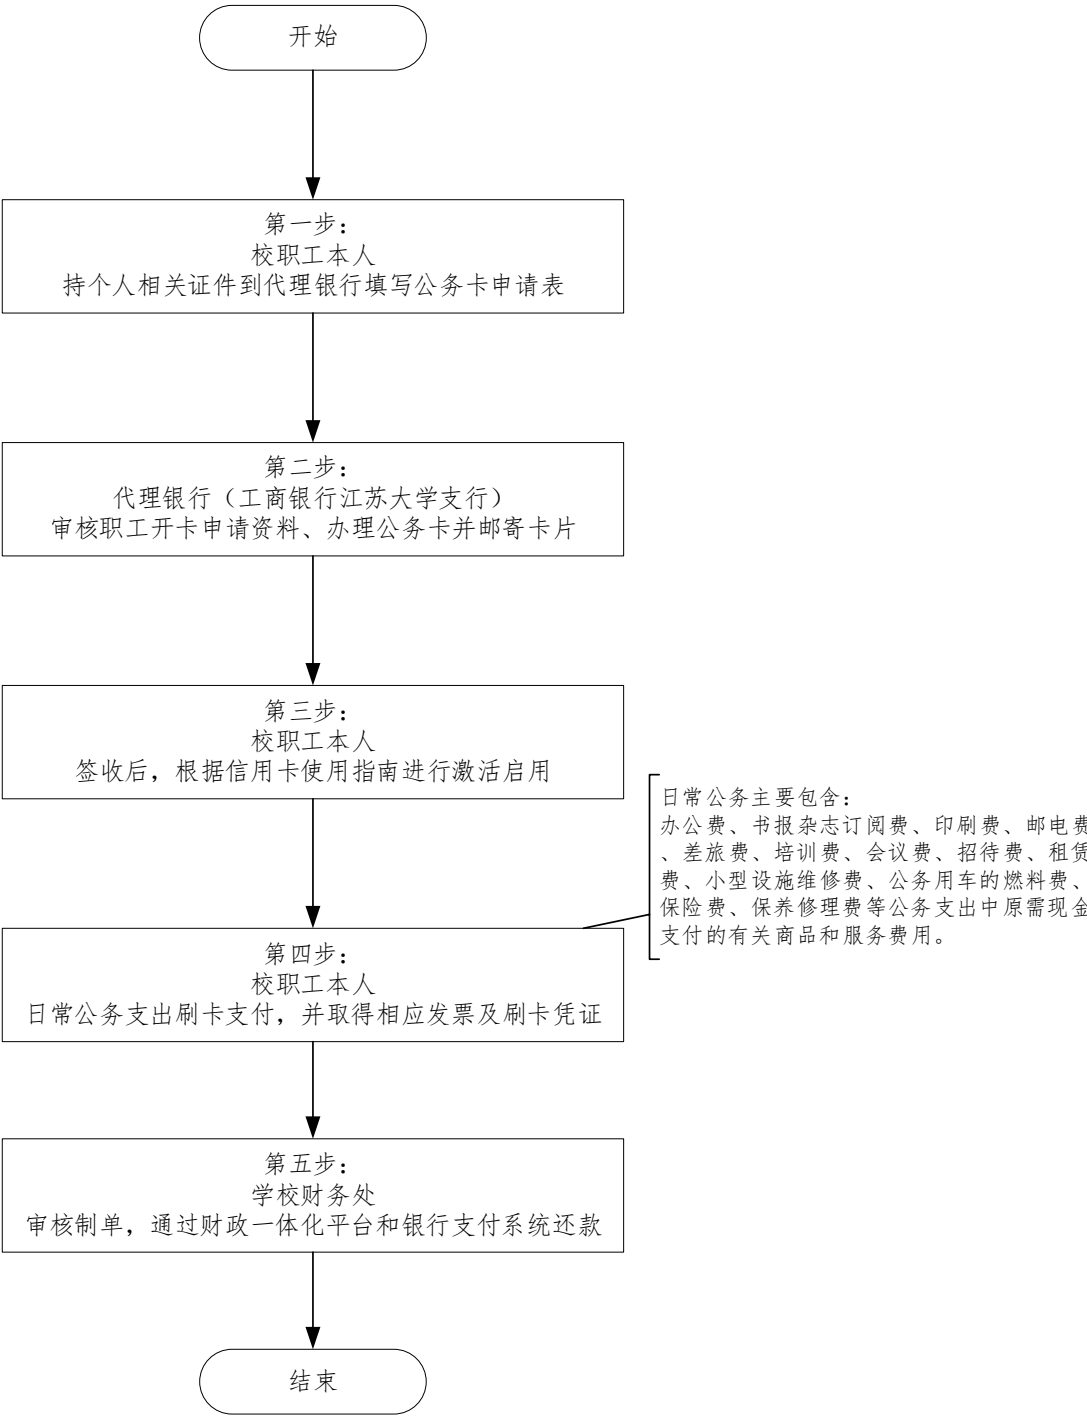 开始
第一步：
校职工本人
持个人相关证件到代理银行填写公务卡申请表
第二步：
代理银行（工商银行江苏大学支行）
审核职工开卡申请资料、办理公务卡并邮寄卡片
第三步：
校职工本人
签收后，根据信用卡使用指南进行激活启用
日常公务主要包含：
办公费、书报杂志订阅费、印刷费、邮电费
、差旅费、培训费、会议费、招待费、租赁
费、小型设施维修费、公务用车的燃料费、
保险费、保养修理费等公务支出中原需现金
支付的有关商品和服务费用。
第四步：
校职工本人
日常公务支出刷卡支付，并取得相应发票及刷卡凭证
第五步：
学校财务处
审核制单，通过财政一体化平台和银行支付系统还款
结束